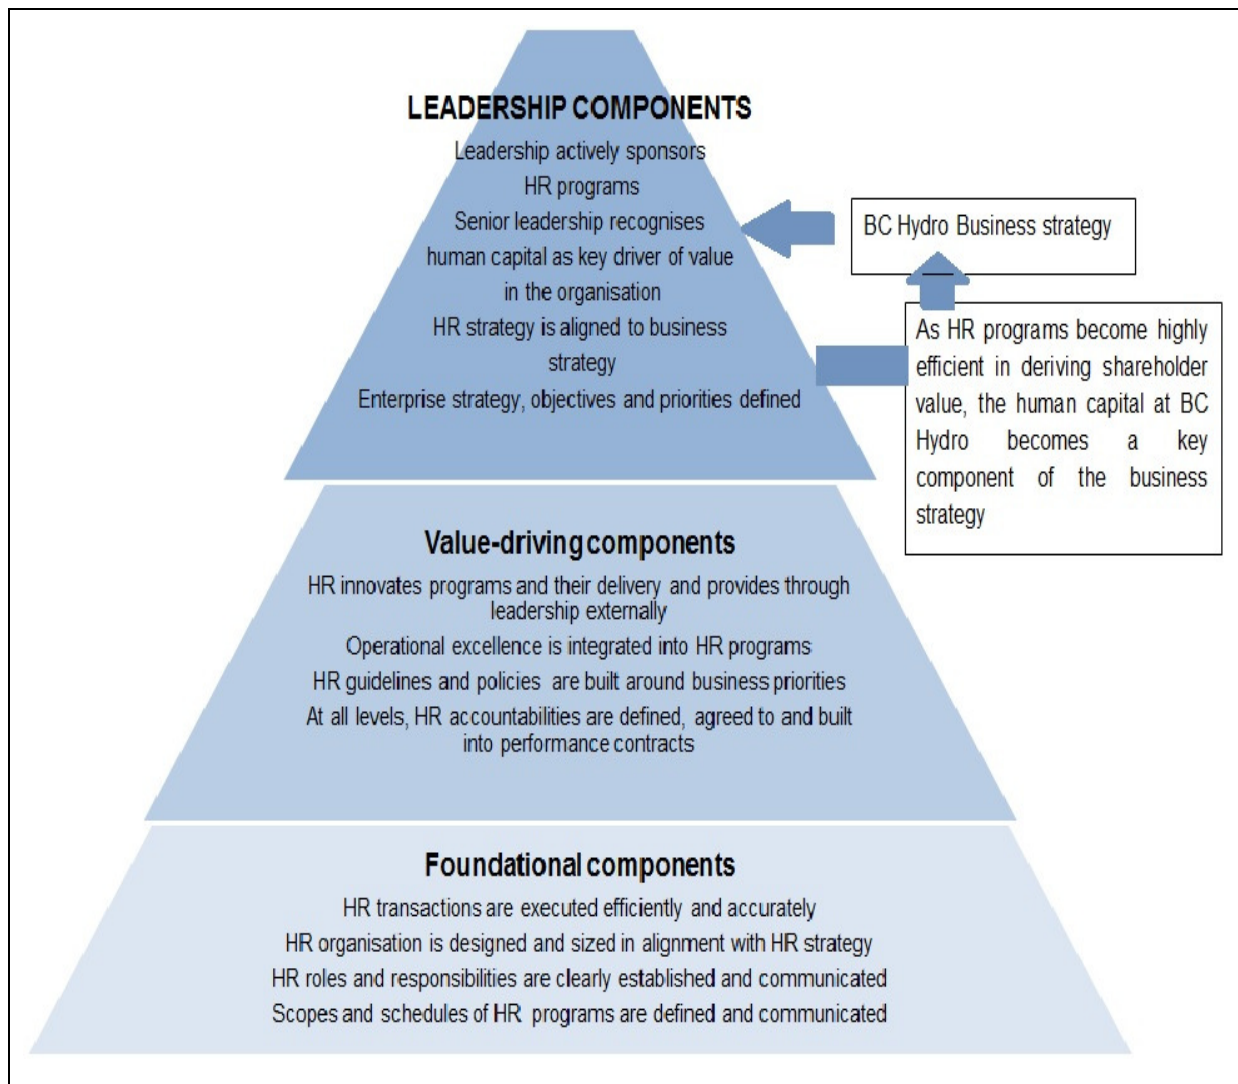 LEADERSHIP COMPONENTS
Leadership actively sponsors
HR programs
Senior leadership recognises
human capital as key driver of value
in the organisation
HR strategy is aligned to business
strategy
Enterprise strategy, objectives and priorities defined
BC Hydro Business strategy
As HR programs become highly
efficient in deriving shareholder
value, the human capital at BC
Hydro becomes a key
component of the business
strategy
Value-driving components
HR innovates programs and their delivery and provides through
leadership externally
Operational excellence is integrated into HR programs
HR guidelines and policies are built around business priorities
At all levels, HR accountabilities are defined, agreed to and built
into performance contracts
Foundational components
HR transactions are executed efficiently and accurately
HR organisation is designed and sized in alignment with HR strategy
HR roles and responsibilities are clearly established and communicated
Scopes and schedules of HR programs are defined and communicated